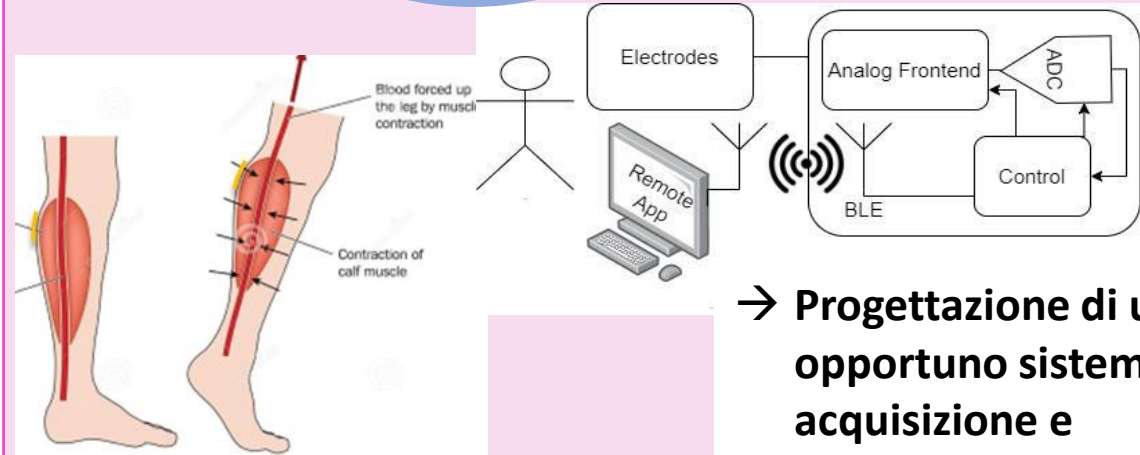 Blood forced up
the leg by muscl
contraction
Contraction of
calf muscle
Electrodes
Analog Frontend
ADC
Control
BLE
Remote
App
→ Progettazione di
opportuno sistem
acquisizione e